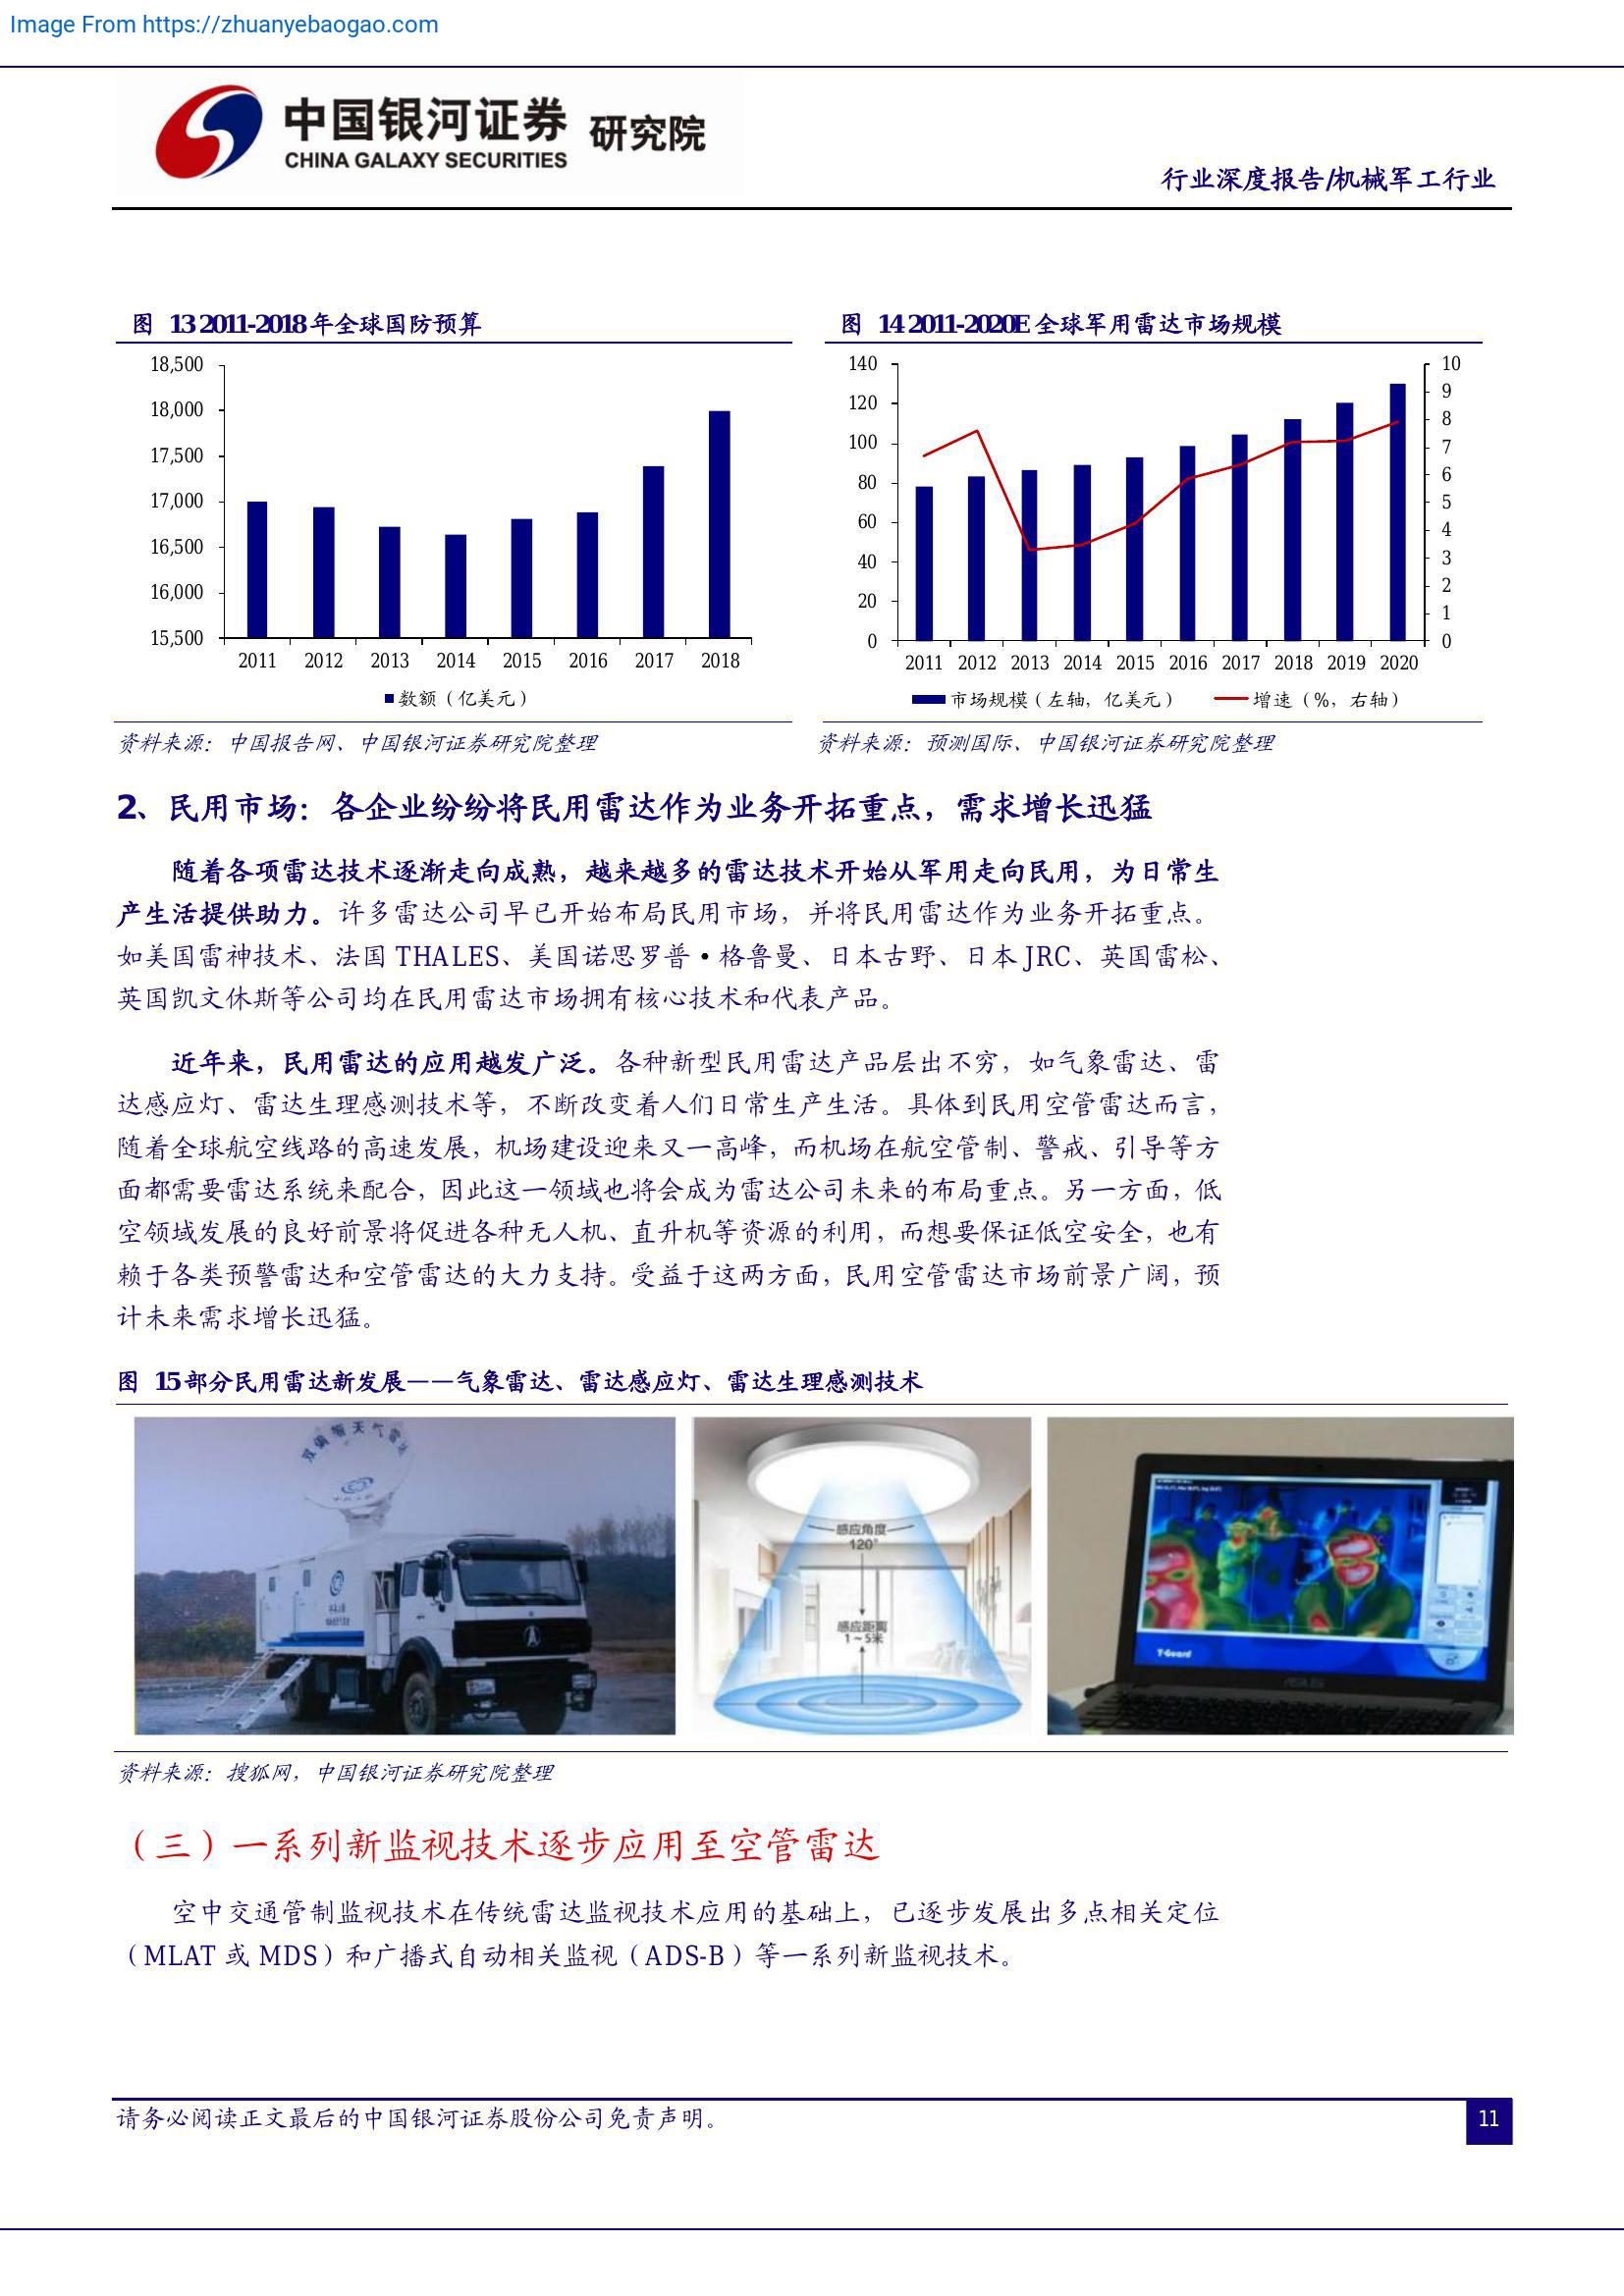 Image From https://zhuanyebaogao.com
中国银河证券 研究院
CHINA GALAXY SECURITIES
行业深度报告/机械军工行业
图 13 2011-2018 年全球国防预算
18,500
18,000
17,500
17,000
16,500
16,000
15,500
2011 2012 2013 2014 2015 2016 2017 2018
数额（亿美元）
资料来源：中国报告网、中国银河证券研究院整理
图 14 2011-2020E 全球军用雷达市场规模
140
120
100
80
60
40
20
0
10
9
8
7
6
5
4
3
2
1
0
2011 2012 2013 2014 2015 2016 2017 2018 2019 2020
市场规模（左轴，亿美元） 增速（%，右轴）
资料来源：预测国际、中国银河证券研究院整理
2、民用市场：各企业纷纷将民用雷达作为业务开拓重点，需求增长迅猛
随着各项雷达技术逐渐走向成熟，越来越多的雷达技术开始从军用走向民用，为日常生
产生活提供助力。许多雷达公司早已开始布局民用市场，并将民用雷达作为业务开拓重点。
如美国雷神技术、法国 THALES、美国诺思罗普·格鲁曼、日本古野、日本 JRC、英国雷松、
英国凯文休斯等公司均在民用雷达市场拥有核心技术和代表产品。
近年来，民用雷达的应用越发广泛。各种新型民用雷达产品层出不穷，如气象雷达、雷
达感应灯、雷达生理感测技术等，不断改变着人们日常生产生活。具体到民用空管雷达而言，
随着全球航空线路的高速发展，机场建设迎来又一高峰，而机场在航空管制、警戒、引导等方
面都需要雷达系统来配合，因此这一领域也将会成为雷达公司未来的布局重点。另一方面，低
空领域发展的良好前景将促进各种无人机、直升机等资源的利用，而想要保证低空安全，也有
赖于各类预警雷达和空管雷达的大力支持。受益于这两方面，民用空管雷达市场前景广阔，预
计未来需求增长迅猛。
图 15 部分民用雷达新发展——气象雷达、雷达感应灯、雷达生理感测技术
双偏振天气雷达
感应角度
120°
感应距离
1~5米
T-Guard
ASUS
资料来源：搜狐网，中国银河证券研究院整理
（三）一系列新监视技术逐步应用至空管雷达
空中交通管制监视技术在传统雷达监视技术应用的基础上，已逐步发展出多点相关定位
（MLAT 或 MDS）和广播式自动相关监视（ADS-B）等一系列新监视技术。
请务必阅读正文最后的中国银河证券股份公司免责声明。
11